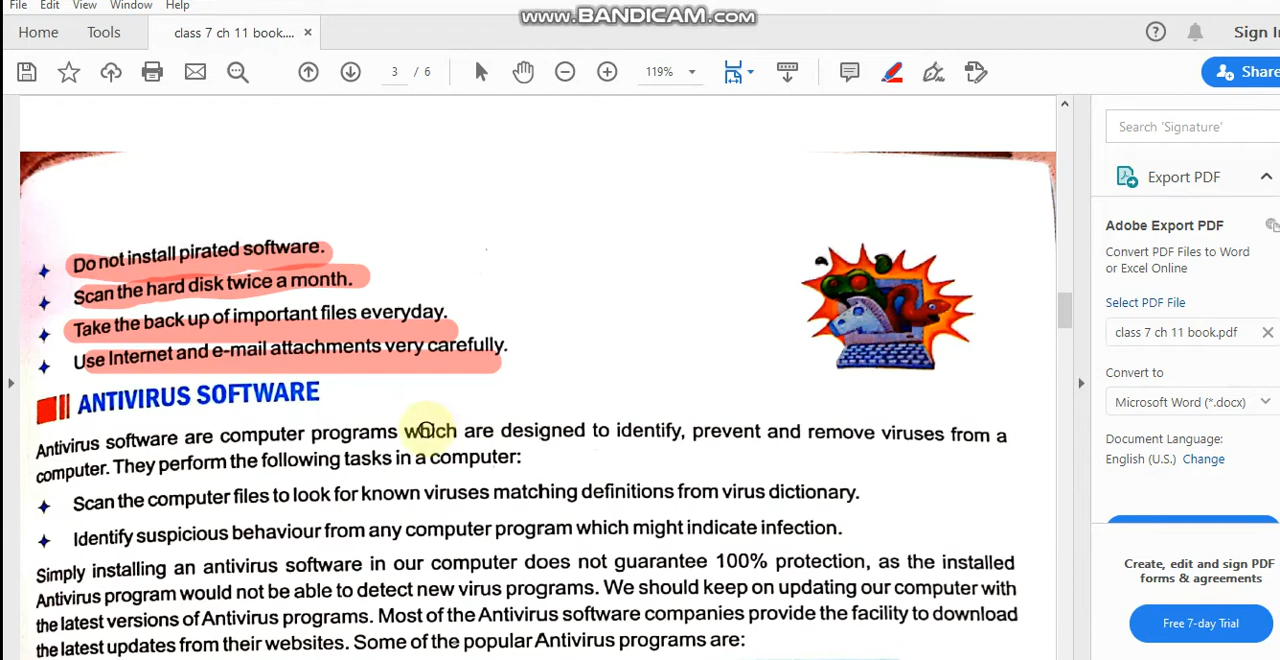 File Edit View Window Help
www.BANDICAM.com
Home Tools class 7 ch 11 book.... × Sign I
3 / 6 119% Share
Search 'Signature'
Export PDF
Adobe Export PDF
Convert PDF Files to Word
or Excel Online
Select PDF File
class 7 ch 11 book.pdf
Convert to
Microsoft Word (*.docx)
Document Language:
English (U.S.) Change
Create, edit and sign PDF
forms & agreements
Free 7-day Trial
Do not install pirated software.
Scan the hard disk twice a month.
Take the back up of important files everyday.
Use Internet and e-mail attachments very carefully.
ANTIVIRUS SOFTWARE
Antivirus software are computer programs which are designed to identify, prevent and remove viruses from a
computer. They perform the following tasks in a computer:
Scan the computer files to look for known viruses matching definitions from virus dictionary.
Identify suspicious behaviour from any computer program which might indicate infection.
Simply installing an antivirus software in our computer does not guarantee 100% protection, as the installed
Antivirus program would not be able to detect new virus programs. We should keep on updating our computer with
the latest versions of Antivirus programs. Most of the Antivirus software companies provide the facility to download
the latest updates from their websites. Some of the popular Antivirus programs are: